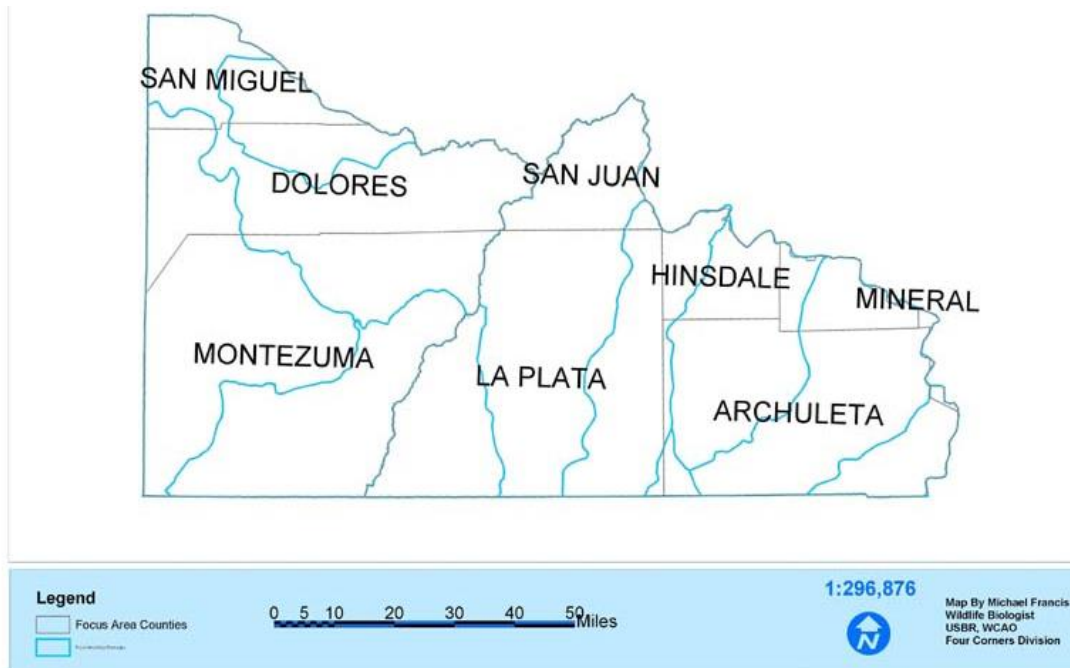 SAN MIGUEL
DOLORES
SAN JUAN
HINSDALE
MINERAL
MONTEZUMA
LA PLATA
ARCHULETA
Legend
Focus Area Counties
0 5 10 20 30 40 50 Miles
1:296,876
N
Map By Michael Francis
Wildlife Biologist
USBR, WCAO
Four Corners Division